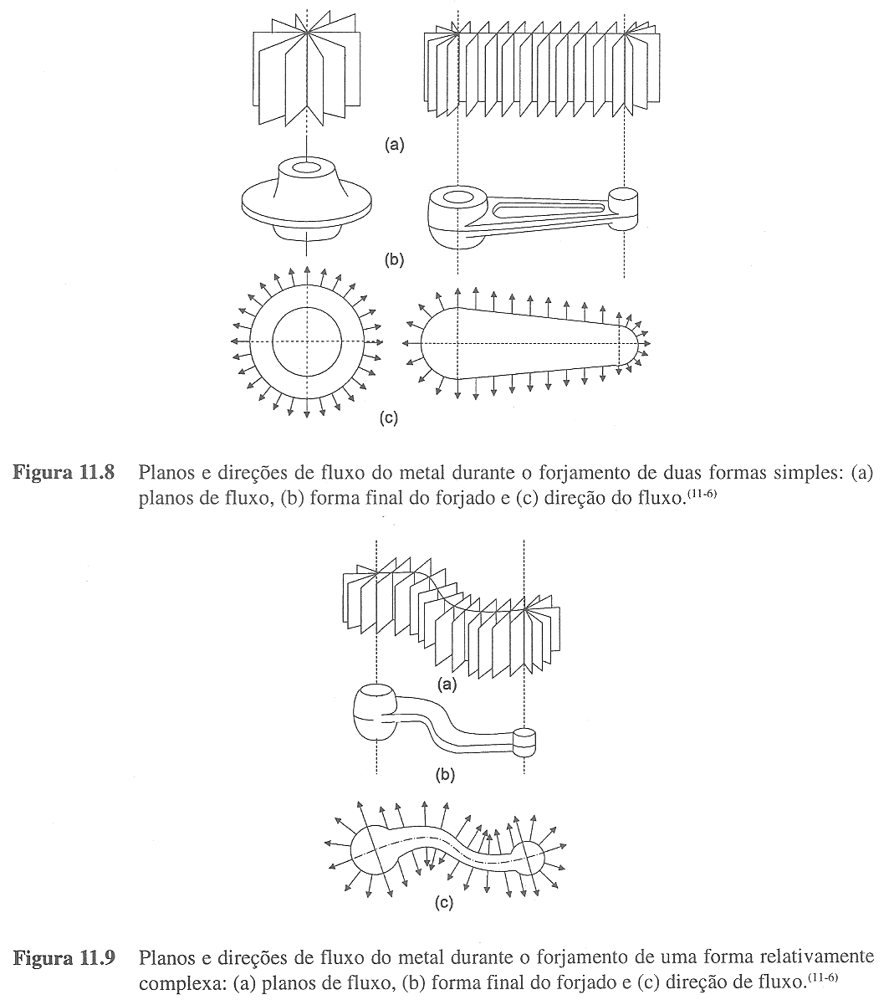 (a)
(b)
(c)
Figura 11.8 Planos e direções de fluxo do metal durante o forjamento de duas formas simples: (a)
planos de fluxo, (b) forma final do forjado e (c) direção do fluxo.(11-6)
(a)
(b)
(c)
Figura 11.9 Planos e direções de fluxo do metal durante o forjamento de uma forma relativamente
complexa: (a) planos de fluxo, (b) forma final do forjado e (c) direção de fluxo.(11-6)